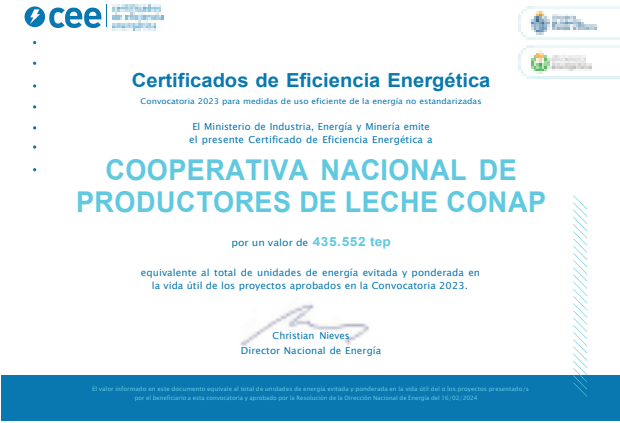 cee
certificados
de eficiencia
energética
Certificados de Eficiencia Energética
Convocatoria 2023 para medidas de uso eficiente de la energía no estandarizadas
El Ministerio de Industria, Energía y Minería emite
el presente Certificado de Eficiencia Energética a
COOPERATIVA NACIONAL DE
PRODUCTORES DE LECHE CONAP
por un valor de 435.552 tep
equivalente al total de unidades de energía evitada y ponderada en
la vida útil de los proyectos aprobados en la Convocatoria 2023.
Christian Nieves
Director Nacional de Energía
El valor informado en este documento equivale al total de unidades de energía evitada y ponderada en la vida útil del o los proyectos presentado/s
por el beneficiario a esta convocatoria y aprobado por la Resolución de la Dirección Nacional de Energía del 16/02/2024